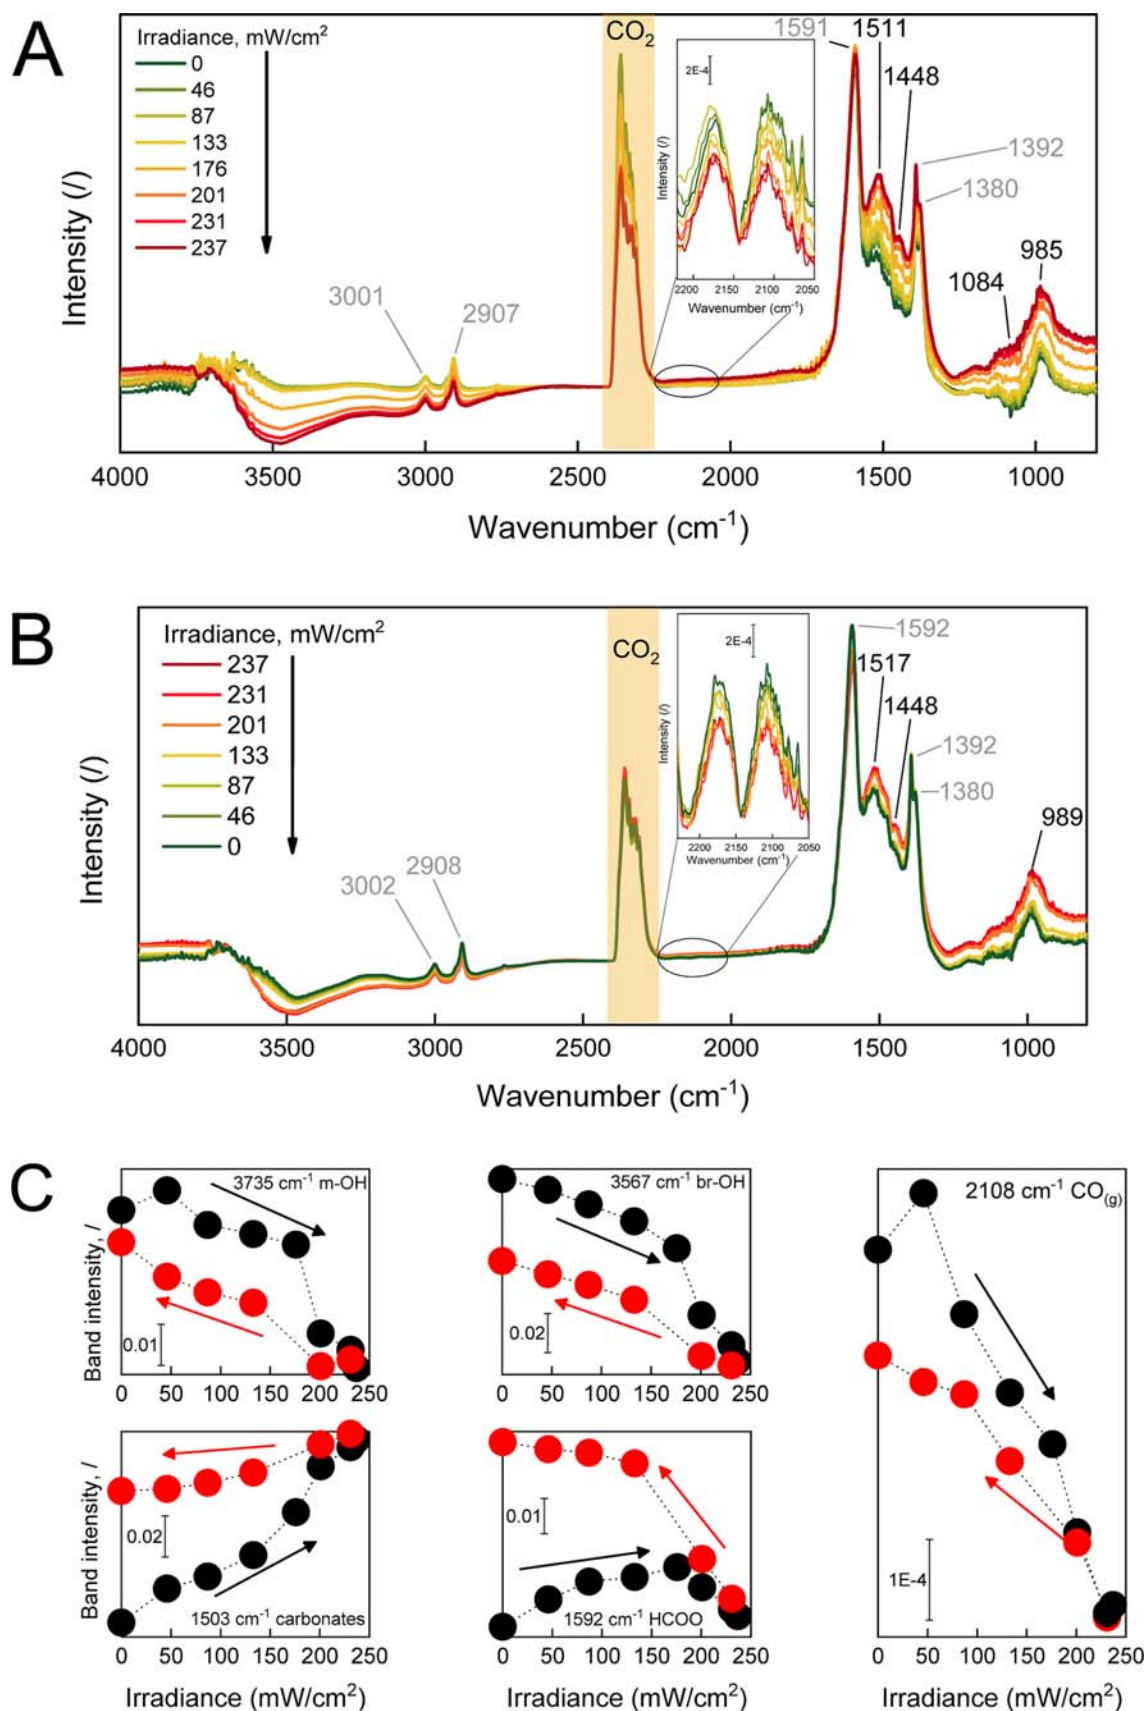 A
Irradiance, mW/cm²
0
46
87
133
176
201
231
237
CO₂
2E-4
Intensity (/)
2200 2150 2100 2050
Wavenumber (cm⁻¹)
1591
1511
1448
1392
1380
1084
985
3001
2907
Intensity (/)
4000 3500 3000 2500 2000 1500 1000
Wavenumber (cm⁻¹)
B
Irradiance, mW/cm²
237
231
201
133
87
46
0
CO₂
2E-4
Intensity (/)
2200 2150 2100 2050
Wavenumber (cm⁻¹)
1592
1517
1448
1392
1380
989
3002
2908
Intensity (/)
4000 3500 3000 2500 2000 1500 1000
Wavenumber (cm⁻¹)
C
3735 cm⁻¹ m-OH
0.01
Band intensity, /
0 50 100 150 200 250
3567 cm⁻¹ br-OH
0.02
0 50 100 150 200 250
2108 cm⁻¹ CO(g)
1E-4
0 50 100 150 200 250
Irradiance (mW/cm²)
0.02
1503 cm⁻¹ carbonates
Band intensity, /
0 50 100 150 200 250
Irradiance (mW/cm²)
0.01
1592 cm⁻¹ HCOO
0 50 100 150 200 250
Irradiance (mW/cm²)